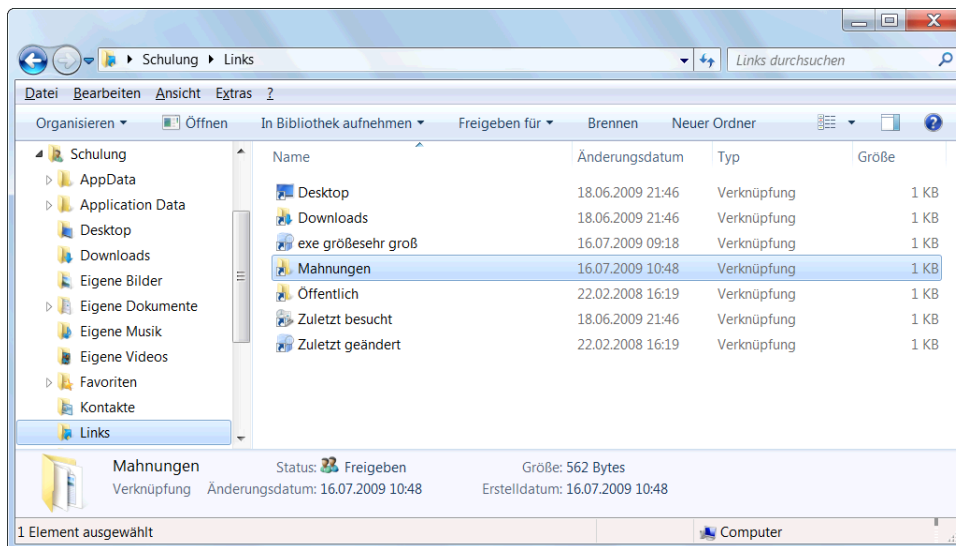 Schulung Links Links durchsuchen
Datei Bearbeiten Ansicht Extras ?
Organisieren Öffnen In Bibliothek aufnehmen Freigeben für Brennen Neuer Ordner
Schulung
AppData
Application Data
Desktop
Downloads
Eigene Bilder
Eigene Dokumente
Eigene Musik
Eigene Videos
Favoriten
Kontakte
Links
Name Änderungsdatum Typ Größe
Desktop 18.06.2009 21:46 Verknüpfung 1 KB
Downloads 18.06.2009 21:46 Verknüpfung 1 KB
exe größesehr groß 16.07.2009 09:18 Verknüpfung 1 KB
Mahnungen 16.07.2009 10:48 Verknüpfung 1 KB
Öffentlich 22.02.2008 16:19 Verknüpfung 1 KB
Zuletzt besucht 18.06.2009 21:46 Verknüpfung 1 KB
Zuletzt geändert 22.02.2008 16:19 Verknüpfung 1 KB
Mahnungen Status: Freigeben Größe: 562 Bytes
Verknüpfung Änderungsdatum: 16.07.2009 10:48 Erstelldatum: 16.07.2009 10:48
1 Element ausgewählt Computer